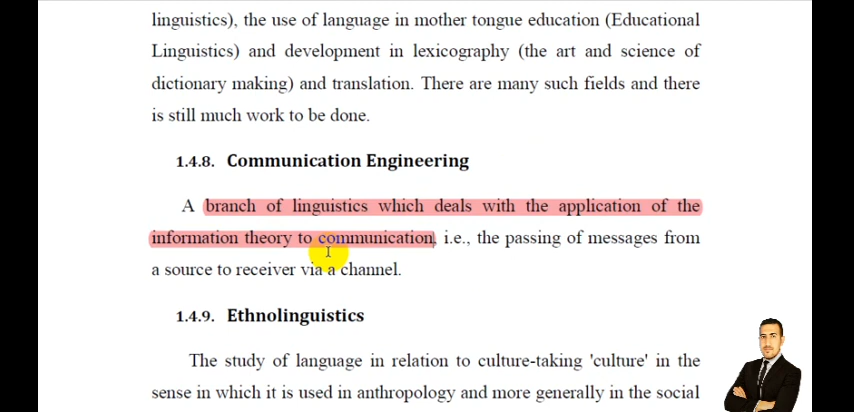 linguistics), the use of language in mother tongue education (Educational
Linguistics) and development in lexicography (the art and science of
dictionary making) and translation. There are many such fields and there
is still much work to be done.
1.4.8. Communication Engineering
A branch of linguistics which deals with the application of the
information theory to communication, i.e., the passing of messages from
a source to receiver via a channel.
1.4.9. Ethnolinguistics
The study of language in relation to culture-taking 'culture' in the
sense in which it is used in anthropology and more generally in the social